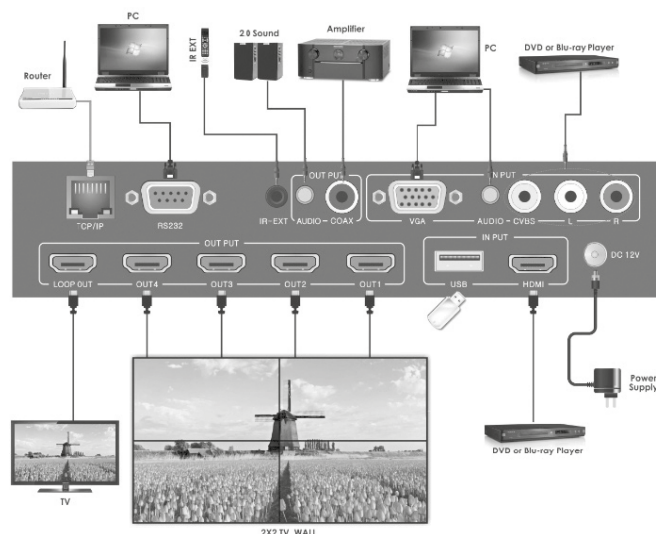 PC
IR EXT
2.0 Sound
Amplifier
PC
DVD or Blu-ray Player
Router
OUT PUT
IN PUT
TCP/IP
RS232
IR-EXT
AUDIO
COAX
VGA
AUDIO
CVBS
L
R
OUT PUT
IN PUT
LOOP OUT
OUT4
OUT3
OUT2
OUT1
USB
HDMI
DC 12V
Power
Supply
DVD or Blu-ray Player
TV
2X2 TV WALL